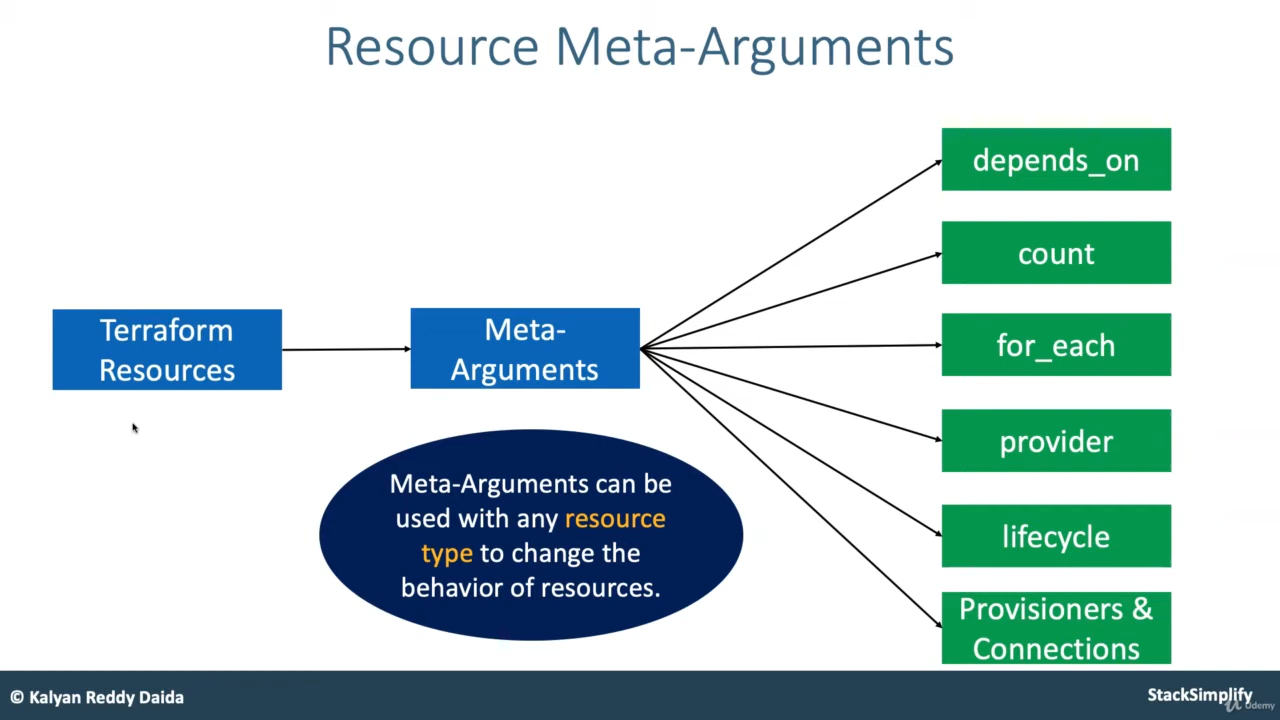 Resource Meta-Arguments
Terraform
Resources
Meta-
Arguments
Meta-Arguments can be
used with any resource
type to change the
behavior of resources.
depends_on
count
for_each
provider
lifecycle
Provisioners &
Connections
© Kalyan Reddy Daida
StackSimplify
Udemy